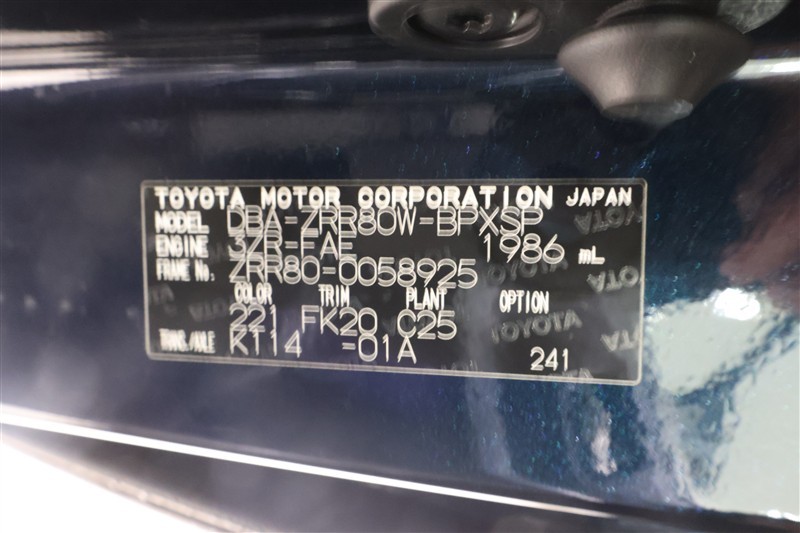 TOYOTA MOTOR CORPORATION JAPAN
MODEL DBA-ZRR80W-BPXSP
ENGINE 3ZR-FAE 1986 mL
FRAME No. ZRR80-0058925
COLOR TRIM PLANT OPTION
221 FK20 C25
TRANS./AXLE K114 -01A
241